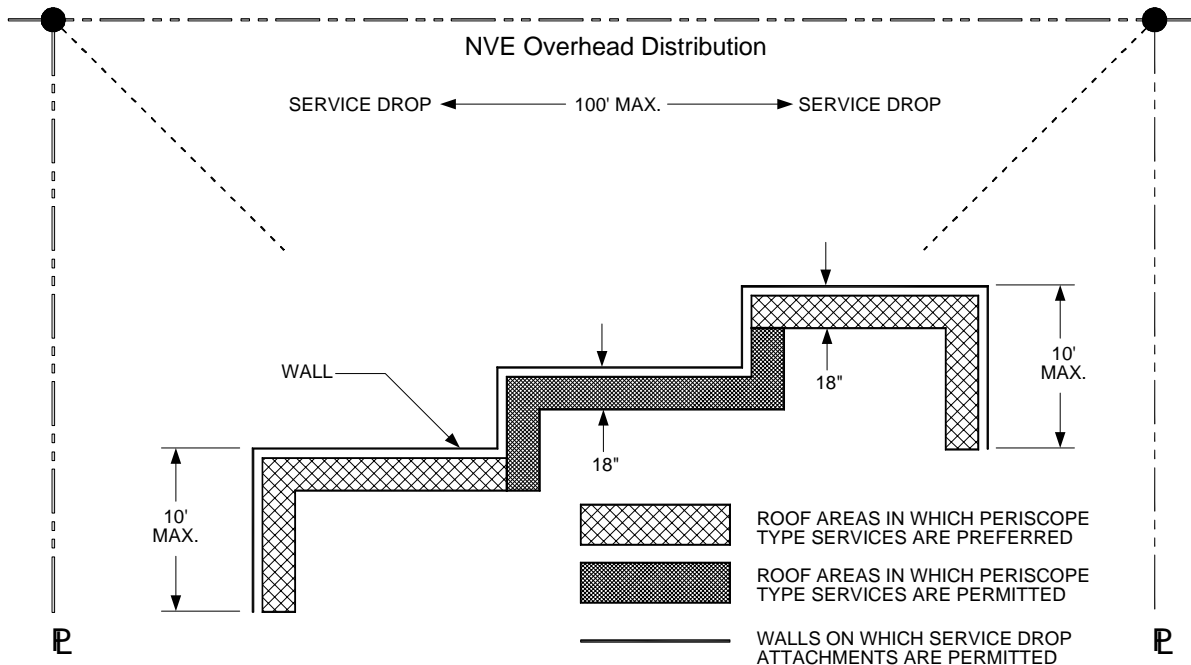 NVE Overhead Distribution
SERVICE DROP 100' MAX. SERVICE DROP
WALL
18"
10'
MAX.
18"
10'
MAX.
ROOF AREAS IN WHICH PERISCOPE
TYPE SERVICES ARE PREFERRED
ROOF AREAS IN WHICH PERISCOPE
TYPE SERVICES ARE PERMITTED
WALLS ON WHICH SERVICE DROP
ATTACHMENTS ARE PERMITTED
℄ ℄